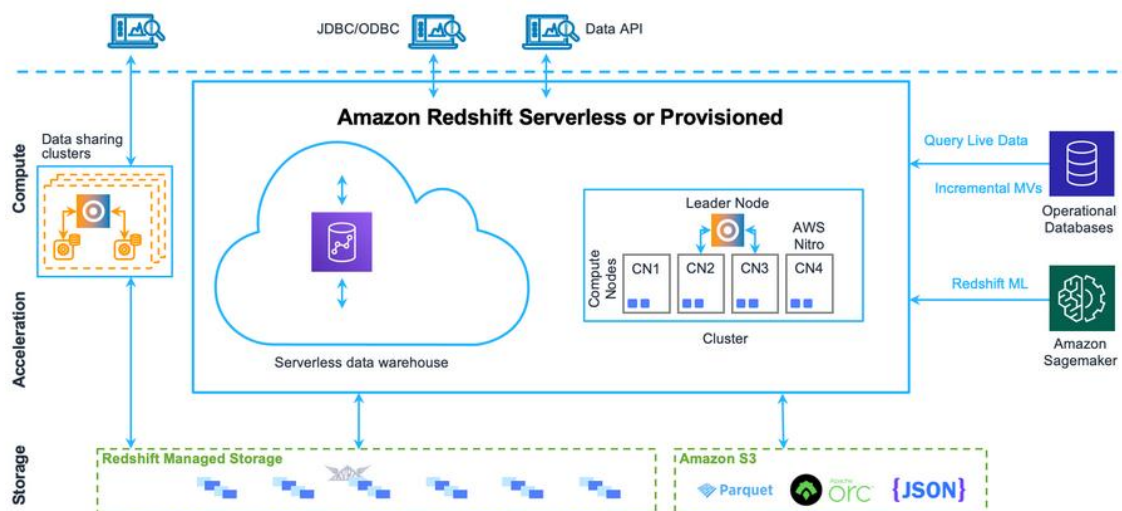 JDBC/ODBC
Data API
Amazon Redshift Serverless or Provisioned
Data sharing
clusters
Compute
Acceleration
Storage
Serverless data warehouse
Leader Node
AWS
Nitro
Compute
Nodes
CN1
CN2
CN3
CN4
Cluster
Query Live Data
Incremental MVs
Operational
Databases
Redshift ML
Amazon
Sagemaker
Redshift Managed Storage
Amazon S3
Parquet
Apache
orc
{JSON}